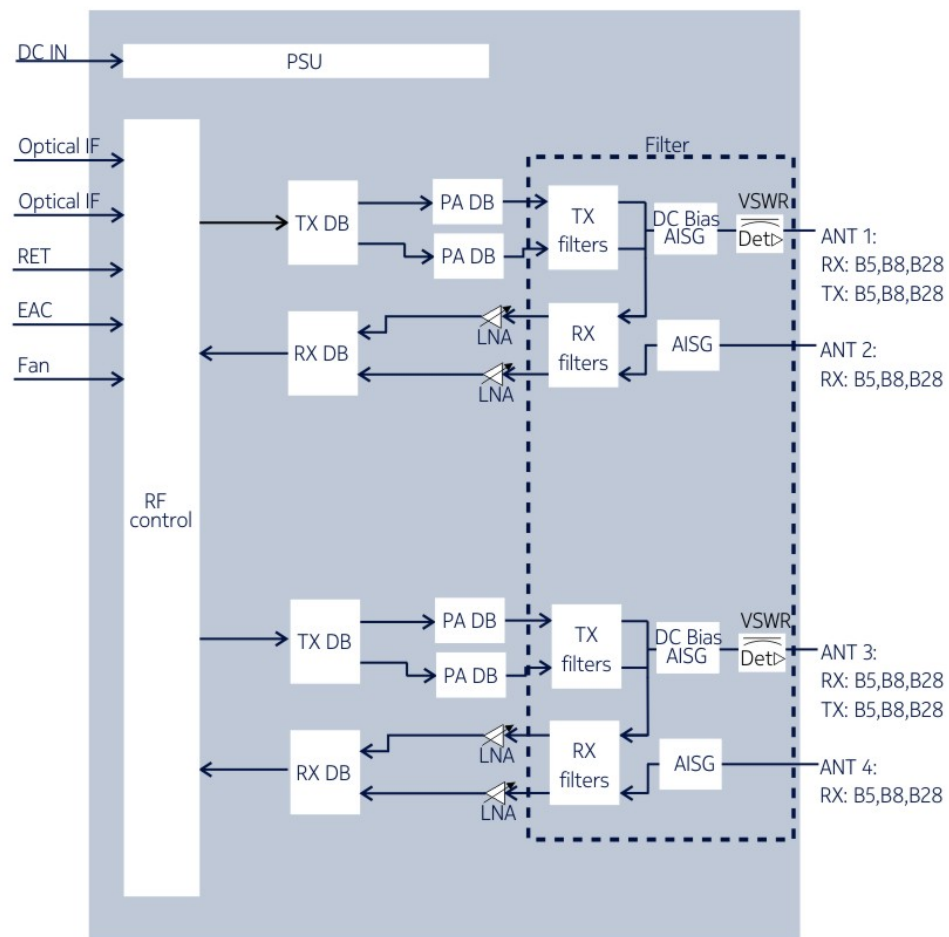 DC IN
PSU
Optical IF
Optical IF
RET
EAC
Fan
RF
control
Filter
TX DB
PA DB
PA DB
TX
filters
DC Bias
AISG
VSWR
Det
ANT 1:
RX: B5,B8,B28
TX: B5,B8,B28
RX DB
LNA
LNA
RX
filters
AISG
ANT 2:
RX: B5,B8,B28
TX DB
PA DB
PA DB
TX
filters
DC Bias
AISG
VSWR
Det
ANT 3:
RX: B5,B8,B28
TX: B5,B8,B28
RX DB
LNA
LNA
RX
filters
AISG
ANT 4:
RX: B5,B8,B28